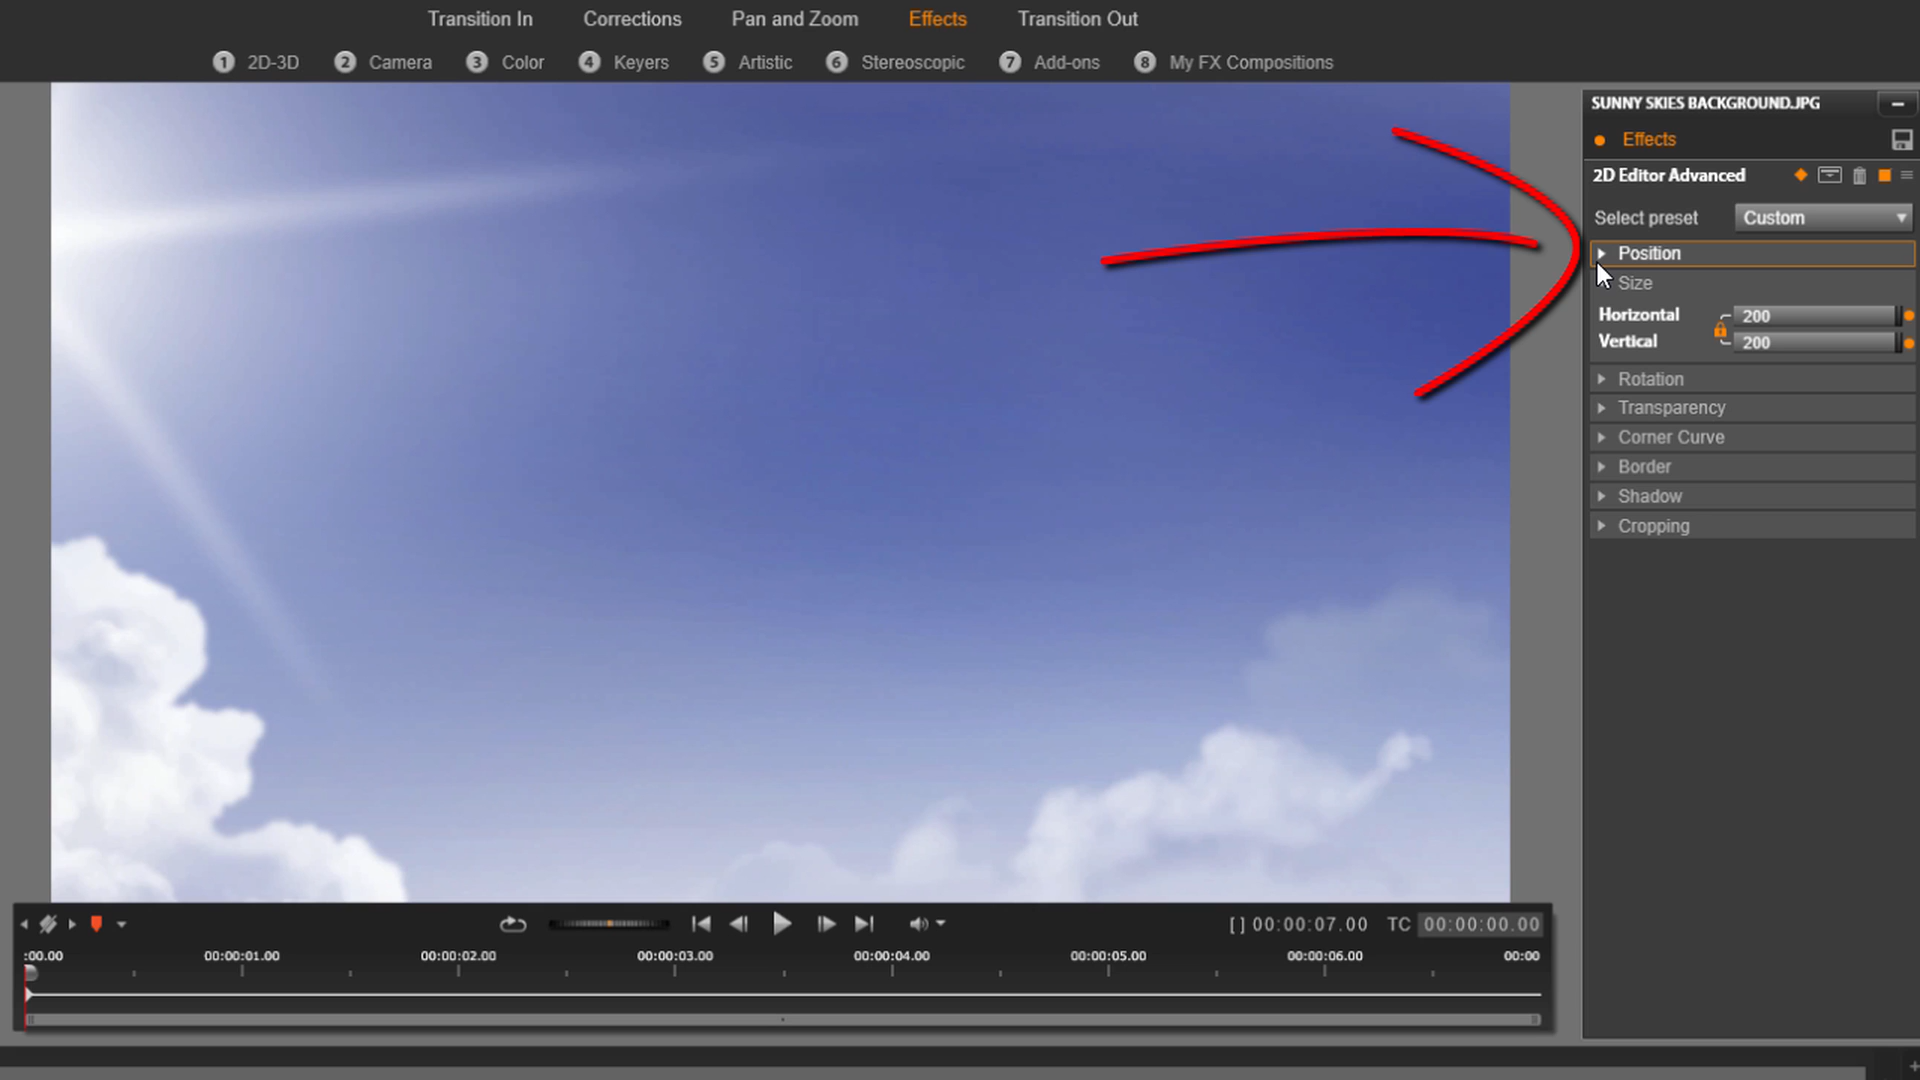 Transition In Corrections Pan and Zoom Effects Transition Out
1 2D-3D 2 Camera 3 Color 4 Keyers 5 Artistic 6 Stereoscopic 7 Add-ons 8 My FX Compositions
SUNNY SKIES BACKGROUND.JPG
Effects
2D Editor Advanced
Select preset Custom
Position
Size
Horizontal 200
Vertical 200
Rotation
Transparency
Corner Curve
Border
Shadow
Cropping
[] 00:00:07.00 TC 00:00:00.00
:00.00 00:00:01.00 00:00:02.00 00:00:03.00 00:00:04.00 00:00:05.00 00:00:06.00 00:00